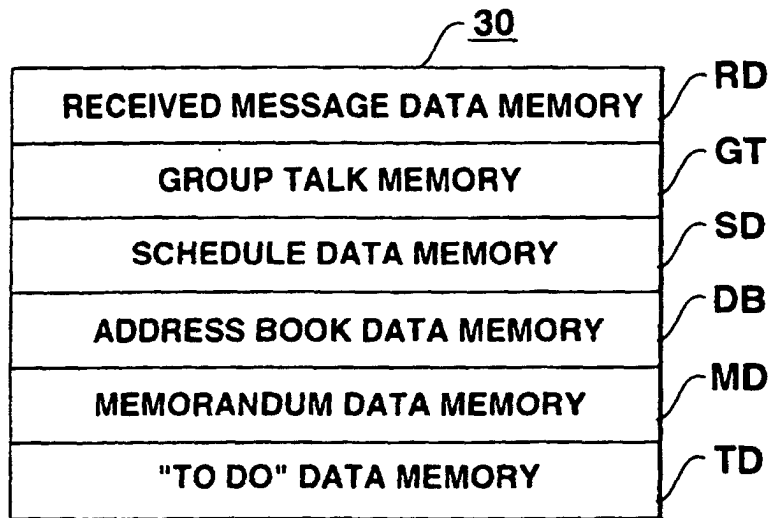 30
RECEIVED MESSAGE DATA MEMORY RD
GROUP TALK MEMORY GT
SCHEDULE DATA MEMORY SD
ADDRESS BOOK DATA MEMORY DB
MEMORANDUM DATA MEMORY MD
"TO DO" DATA MEMORY TD